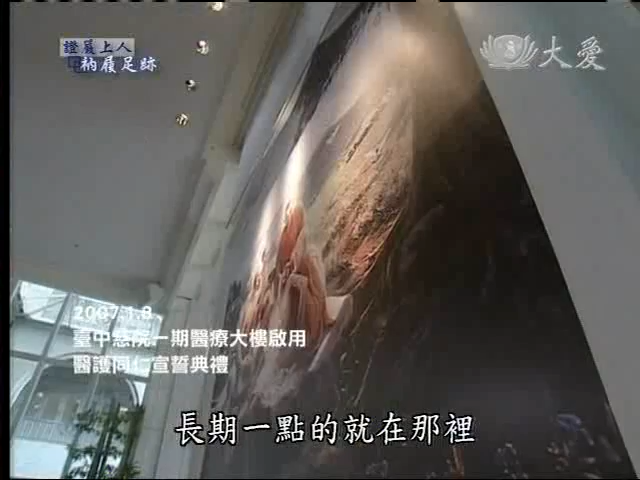 證嚴上人
衲履足跡
大愛
2007.1.8
臺中慈院一期醫療大樓啟用
醫護同仁宣誓典禮
長期一點的就在那裡